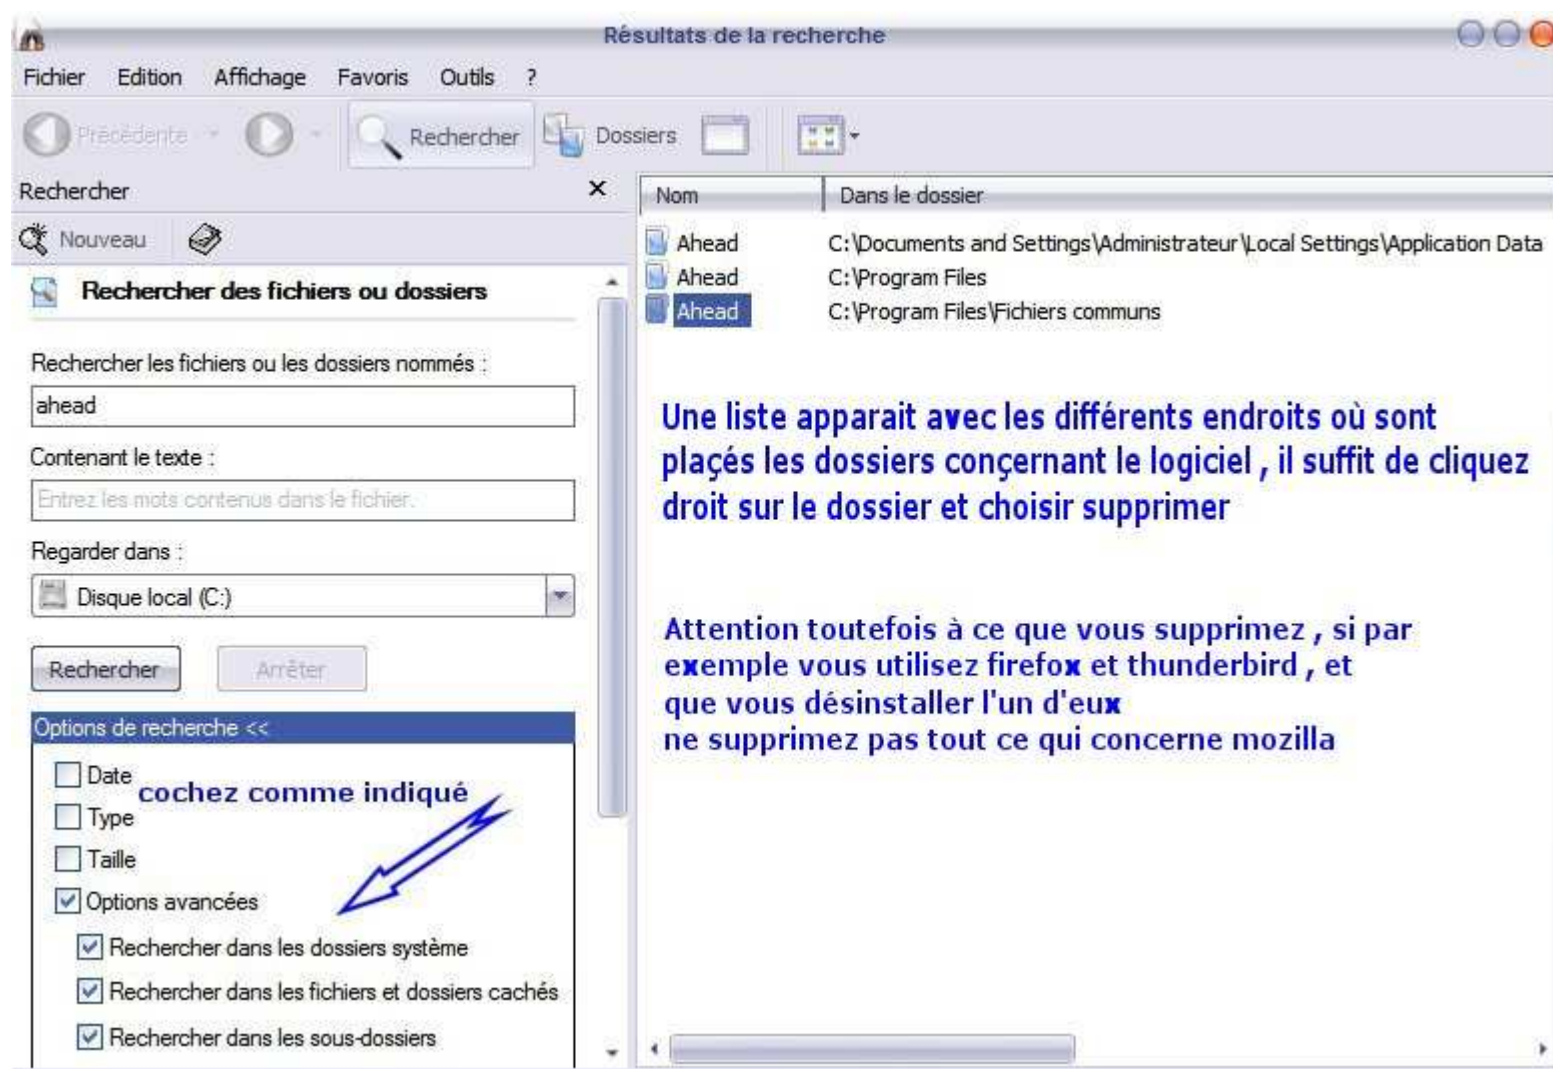 Résultats de la recherche
Fichier Edition Affichage Favoris Outils ?
Précédente Rechercher Dossiers
Rechercher
Nouveau
Rechercher des fichiers ou dossiers
Rechercher les fichiers ou les dossiers nommés :
ahead
Contenant le texte :
Entrez les mots contenus dans le fichier.
Regarder dans :
Disque local (C:)
Rechercher Arrêter
Options de recherche <<
Date
cochez comme indiqué
Type
Taille
Options avancées
Rechercher dans les dossiers système
Rechercher dans les fichiers et dossiers cachés
Rechercher dans les sous-dossiers
Nom Dans le dossier
Ahead C:\Documents and Settings\Administrateur\Local Settings\Application Data
Ahead C:\Program Files
Ahead C:\Program Files\Fichiers communs
Une liste apparait avec les différents endroits où sont
plaçés les dossiers conçernant le logiciel , il suffit de cliquez
droit sur le dossier et choisir supprimer
Attention toutefois à ce que vous supprimez , si par
exemple vous utilisez firefox et thunderbird , et
que vous désinstaller l'un d'eux
ne supprimez pas tout ce qui concerne mozilla